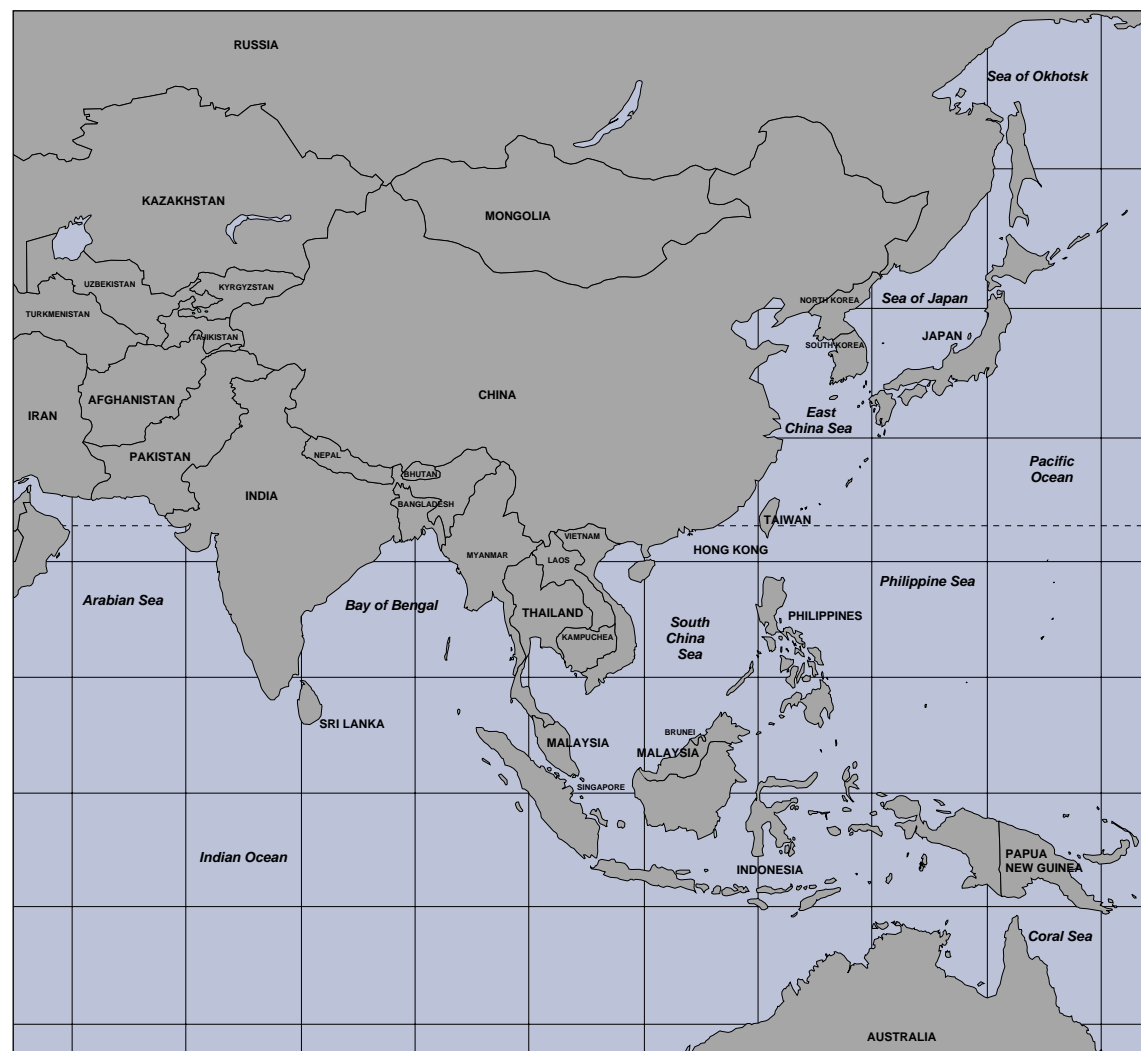 RUSSIA
Sea of Okhotsk
KAZAKHSTAN
MONGOLIA
UZBEKISTAN
KYRGYZSTAN
TURKMENISTAN
NORTH KOREA
Sea of Japan
TAJIKISTAN
SOUTH KOREA
JAPAN
AFGHANISTAN
CHINA
IRAN
East
China Sea
PAKISTAN
NEPAL
Pacific
Ocean
BHUTAN
INDIA
BANGLADESH
TAIWAN
VIETNAM
HONG KONG
MYANMAR
LAOS
Philippine Sea
Arabian Sea
Bay of Bengal
THAILAND
PHILIPPINES
South
China
Sea
KAMPUCHEA
SRI LANKA
BRUNEI
MALAYSIA
MALAYSIA
SINGAPORE
Indian Ocean
INDONESIA
PAPUA
NEW GUINEA
Coral Sea
AUSTRALIA